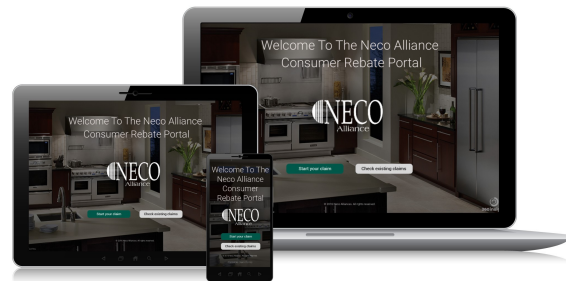 Welcome To The Neco Alliance
Consumer Rebate Portal
NECO
Alliance
Start your claim
Check existing claims
Welcome To The Neco Alliance
Consumer Rebate Portal
NECO
Alliance
Start your claim
Check existing claims
Welcome To The
Neco Alliance
Consumer
Rebate Portal
NECO
Alliance
Start your claim
Check existing claims